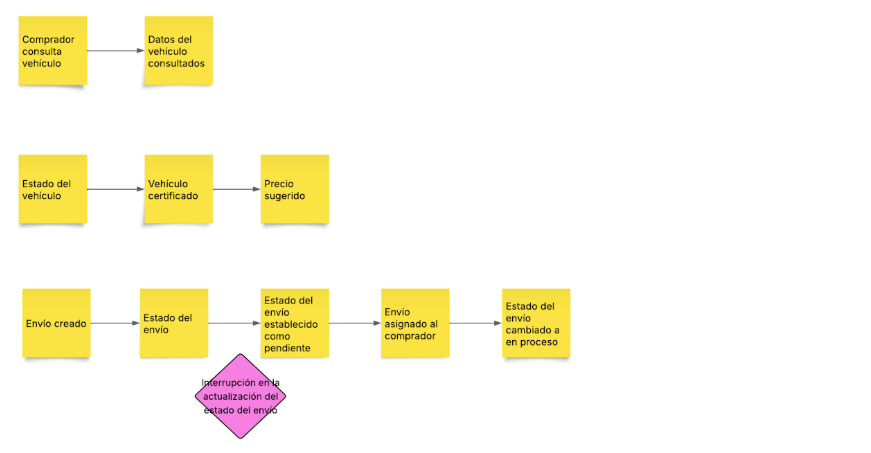 Comprador
consulta
vehículo
Datos del
vehículo
consultados
Estado del
vehículo
Vehículo
certificado
Precio
sugerido
Envío creado
Estado del
envío
Estado del
envío
establecido
como
pendiente
Envío
asignado al
comprador
Estado del
envío
cambiado a
en proceso
Interrupción en la
actualización del
estado del envío